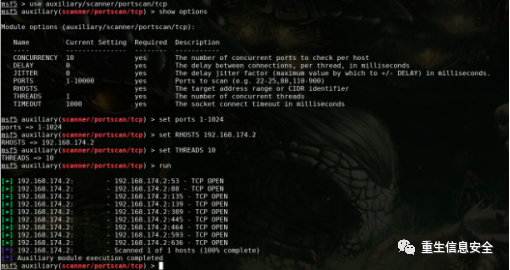 msf5 > use auxiliary/scanner/portscan/tcp
msf5 auxiliary(scanner/portscan/tcp) > show options
Module options (auxiliary/scanner/portscan/tcp):
Name Current Setting Required Description
---- --------------- -------- -----------
CONCURRENCY 10 yes The number of concurrent ports to check per host
DELAY 0 yes The delay between connections, per thread, in milliseconds
JITTER 0 yes The delay jitter factor (maximum value by which to +/- DELAY) in milliseconds.
PORTS 1-10000 yes Ports to scan (e.g. 22-25,80,110-900)
RHOSTS yes The target address range or CIDR identifier
THREADS 1 yes The number of concurrent threads
TIMEOUT 1000 yes The socket connect timeout in milliseconds
msf5 auxiliary(scanner/portscan/tcp) > set ports 1-1024
ports => 1-1024
msf5 auxiliary(scanner/portscan/tcp) > set RHOSTS 192.168.174.2
RHOSTS => 192.168.174.2
msf5 auxiliary(scanner/portscan/tcp) > set THREADS 10
THREADS => 10
msf5 auxiliary(scanner/portscan/tcp) > run
[+] 192.168.174.2: - 192.168.174.2:53 - TCP OPEN
[+] 192.168.174.2: - 192.168.174.2:88 - TCP OPEN
[+] 192.168.174.2: - 192.168.174.2:135 - TCP OPEN
[+] 192.168.174.2: - 192.168.174.2:139 - TCP OPEN
[+] 192.168.174.2: - 192.168.174.2:389 - TCP OPEN
[+] 192.168.174.2: - 192.168.174.2:445 - TCP OPEN
[+] 192.168.174.2: - 192.168.174.2:464 - TCP OPEN
[+] 192.168.174.2: - 192.168.174.2:593 - TCP OPEN
[+] 192.168.174.2: - 192.168.174.2:636 - TCP OPEN
[*] 192.168.174.2: - Scanned 1 of 1 hosts (100% complete)
[*] Auxiliary module execution completed
msf5 auxiliary(scanner/portscan/tcp) >
重生信息安全